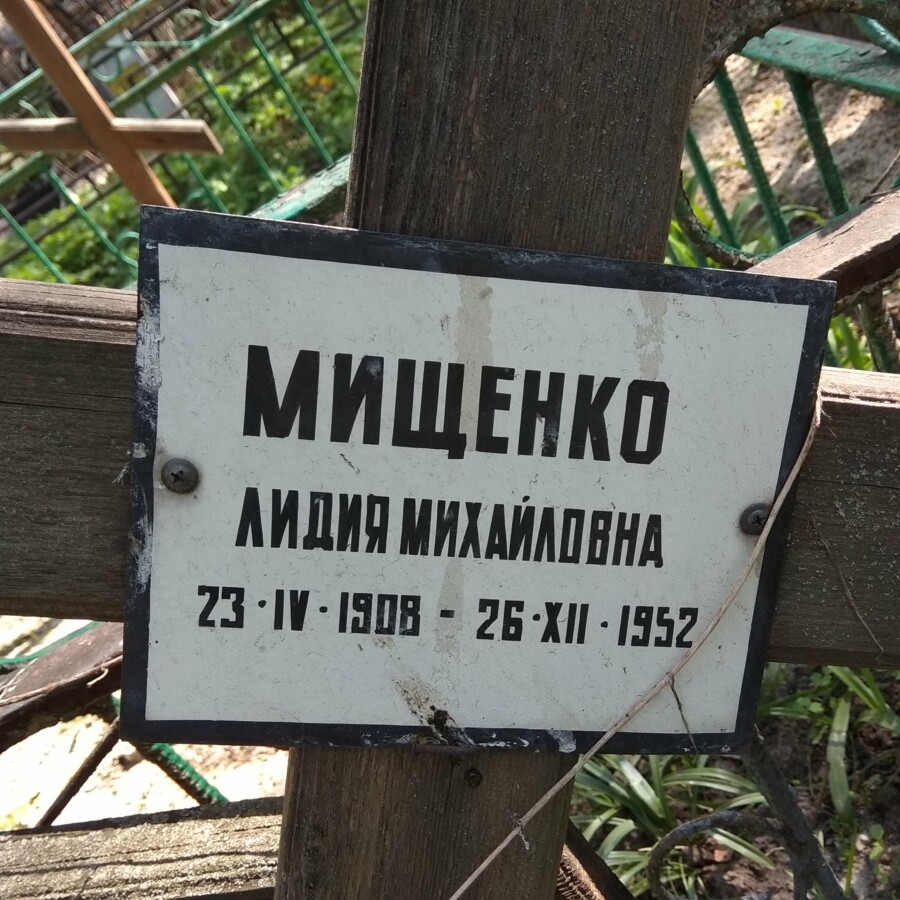 МИЩЕНКО
ЛИДИЯ МИХАЙЛОВНА
23·IV·1908 - 26·XII·1952